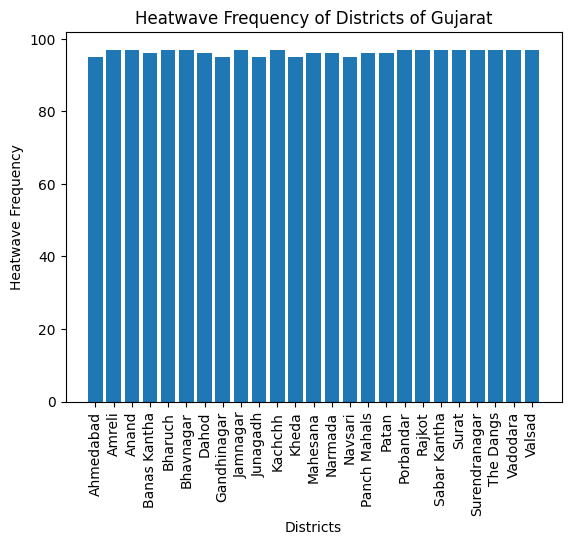 Heatwave Frequency of Districts of Gujarat
Heatwave Frequency
100
80
60
40
20
0
Ahmedabad
Amreli
Anand
Banas Kantha
Bharuch
Bhavnagar
Dahod
Gandhinagar
Jamnagar
Junagadh
Kachchh
Kheda
Mahesana
Narmada
Navsari
Panch Mahals
Patan
Porbandar
Rajkot
Sabar Kantha
Surat
Surendranagar
The Dangs
Vadodara
Valsad
Districts